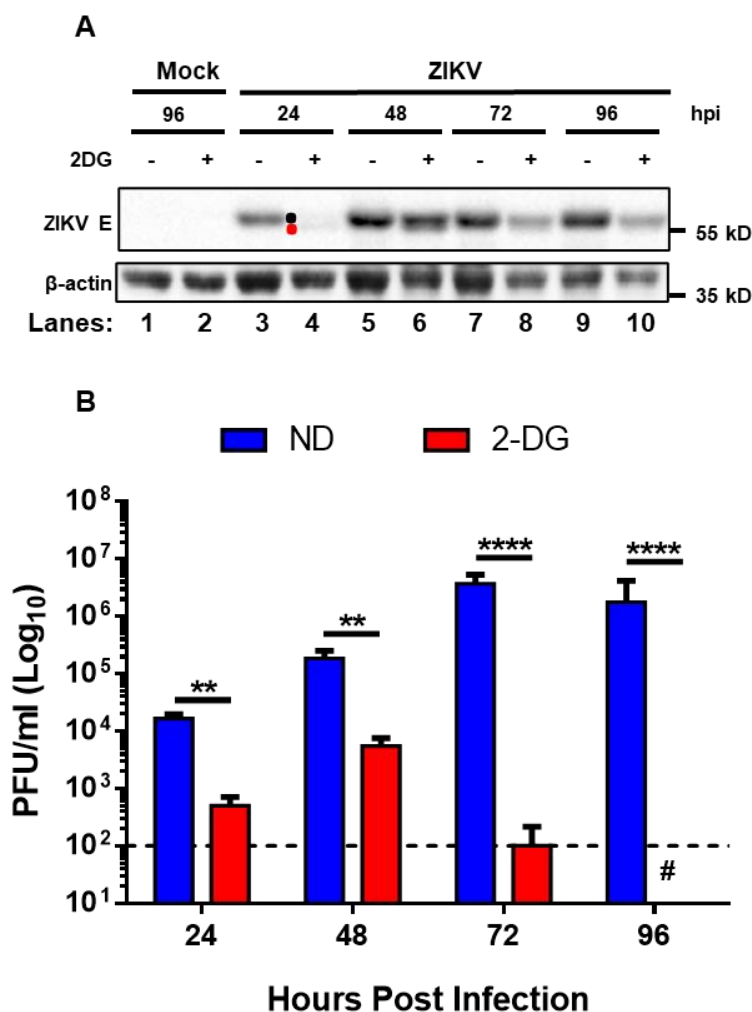 A
Mock ZIKV
96 24 48 72 96 hpi
2DG - + - + - + - + - +
ZIKV E
55 kD
β-actin
35 kD
Lanes: 1 2 3 4 5 6 7 8 9 10
B
ND 2-DG
PFU/ml (Log₁₀)
10⁸
10⁷
10⁶
10⁵
10⁴
10³
10²
10¹
** ** **** ****
#
24 48 72 96
Hours Post Infection